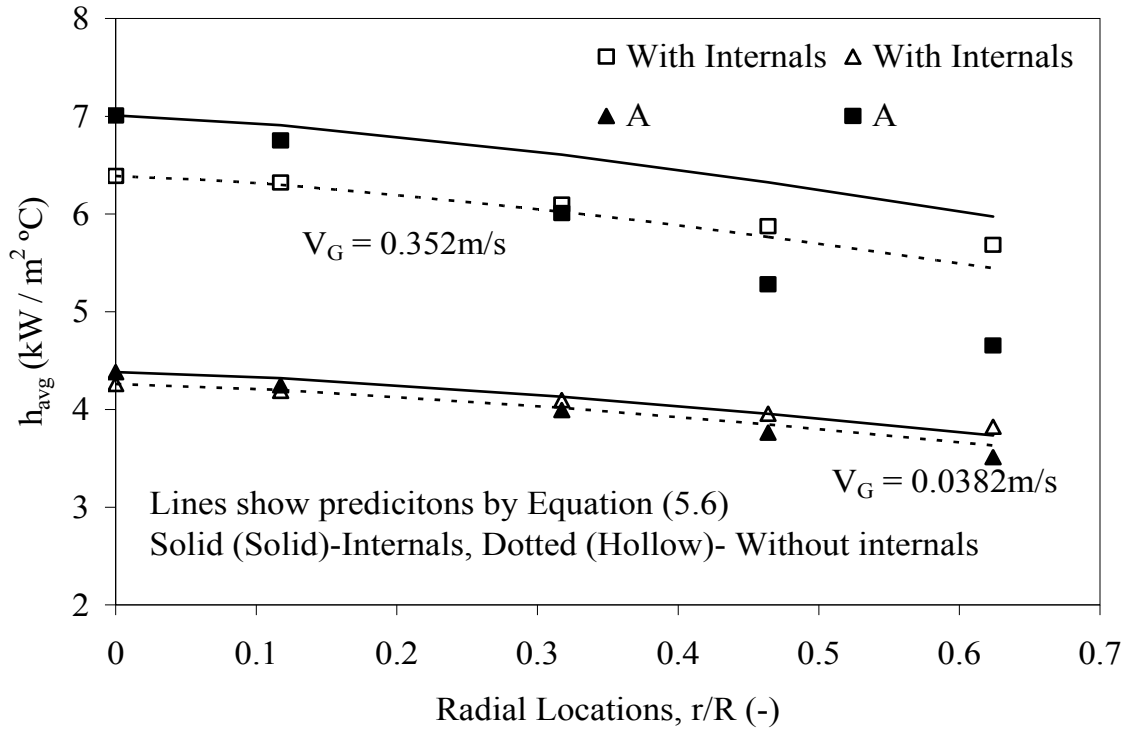 8
7
6
5
4
3
2
h_avg (kW / m² ºC)
□ With Internals △ With Internals
▲ A ■ A
V_G = 0.352m/s
V_G = 0.0382m/s
Lines show predicitons by Equation (5.6)
Solid (Solid)-Internals, Dotted (Hollow)- Without internals
0 0.1 0.2 0.3 0.4 0.5 0.6 0.7
Radial Locations, r/R (-)